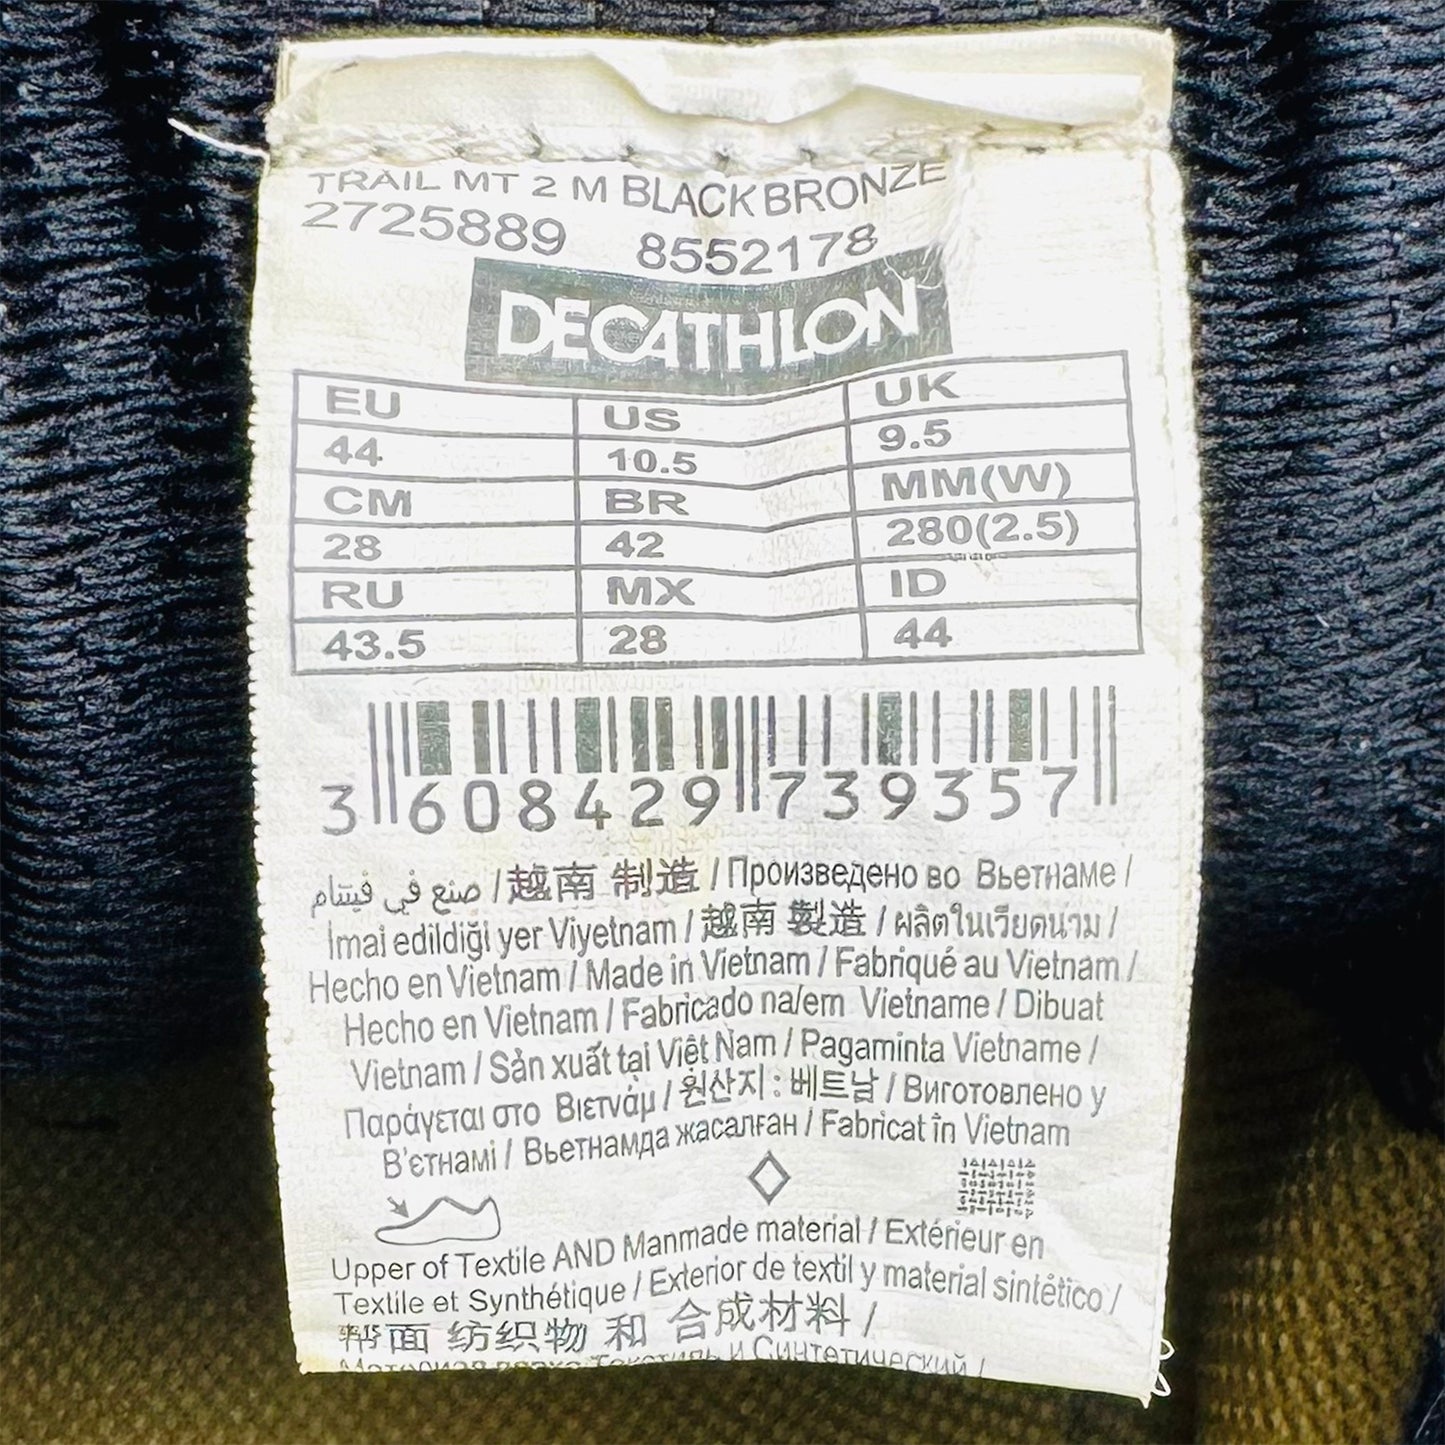 TRAIL MT 2 M BLACK BRONZE
2725889 8552178
DECATHLON
EU US UK
44 10.5 9.5
CM BR MM(W)
28 42 280(2.5)
RU MX ID
43.5 28 44
3 608429 739357
صنع في فيتنام / 越南 制造 / Произведено во Вьетнаме /
İmal edildiği yer Viyetnam / 越南 製造 / ผลิตในเวียดนาม /
Hecho en Vietnam / Made in Vietnam / Fabriqué au Vietnam /
Hecho en Vietnam / Fabricado na/em Vietname / Dibuat
Vietnam / Sản xuất tại Việt Nam / Pagaminta Vietname /
Παράγεται στο Βιετνάμ / 원산지 : 베트남 / Виготовлено у
В'єтнамі / Вьетнамда жасалған / Fabricat în Vietnam
Upper of Textile AND Manmade material / Extérieur en
Textile et Synthétique / Exterior de textil y material sintético /
帮面 纺织物 和 合成材料 /
Материал верха Текстиль и Синтетический /